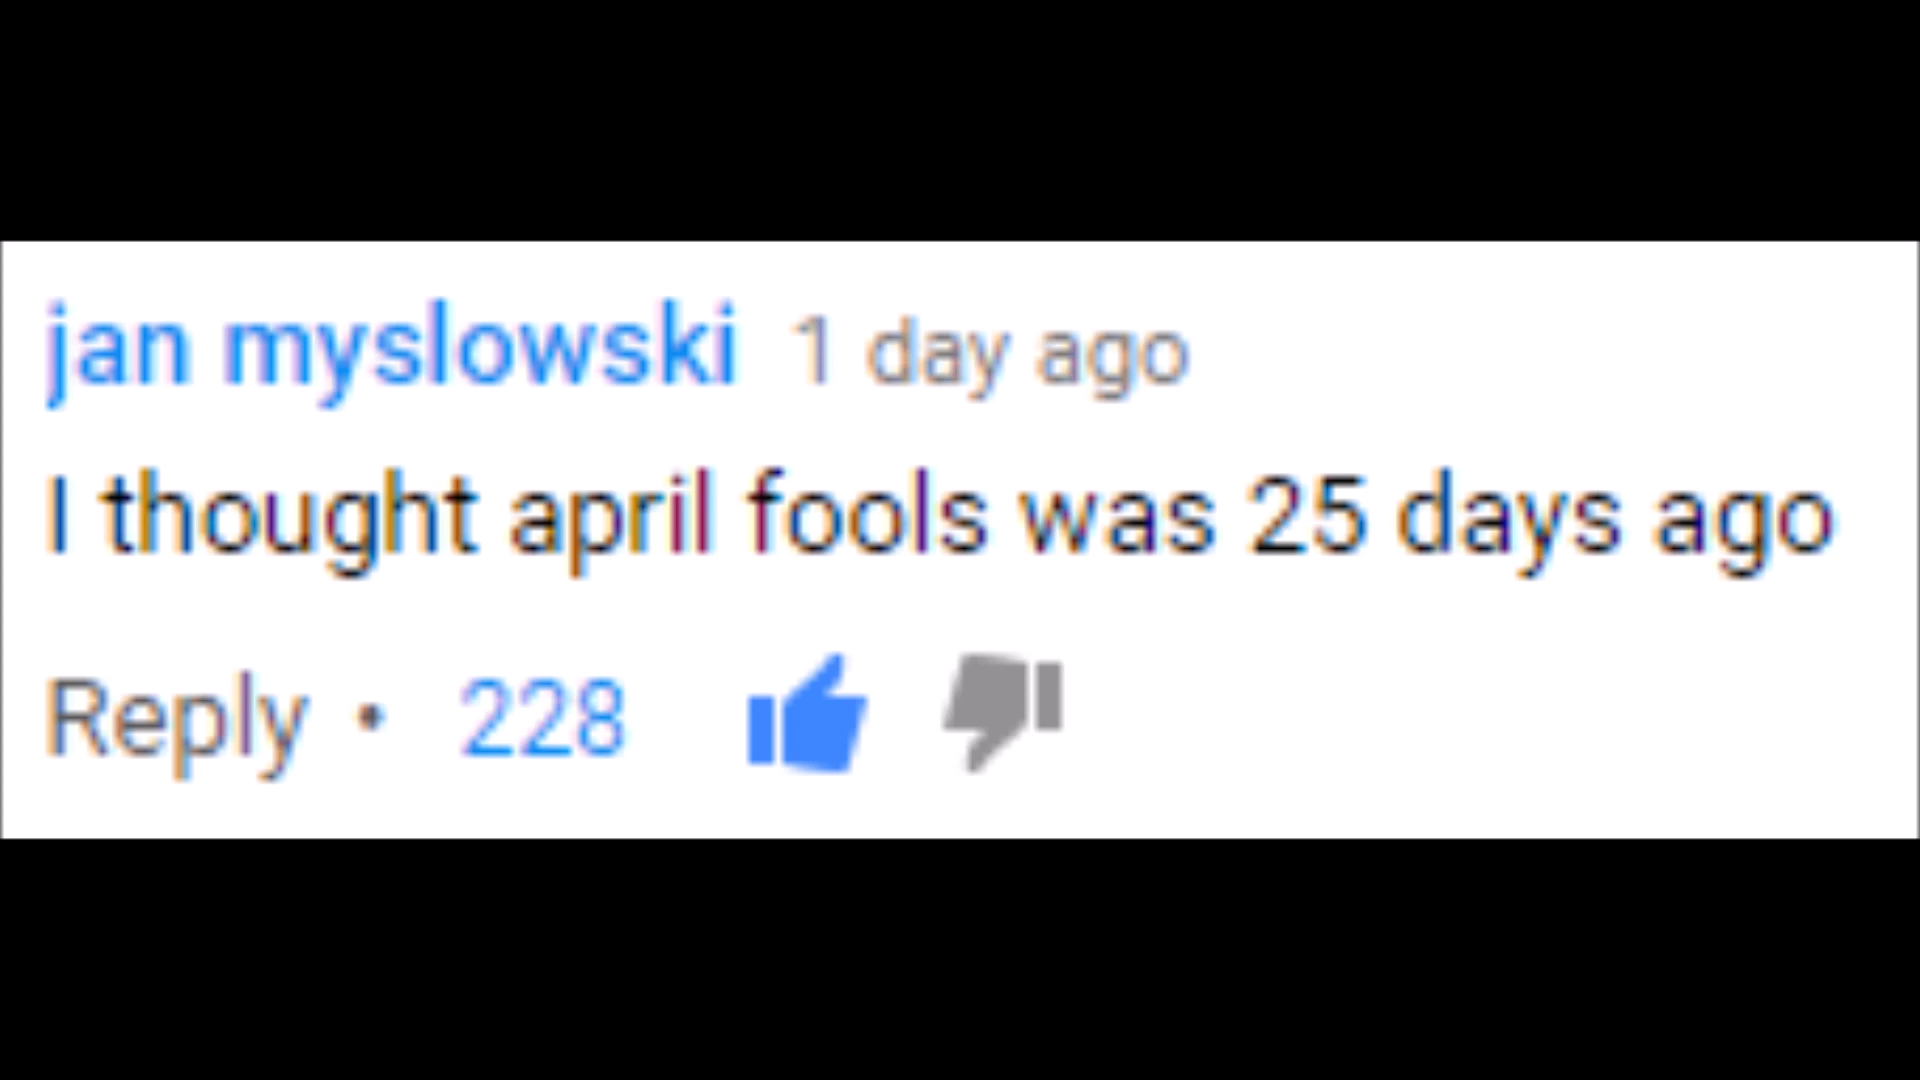 jan myslowski 1 day ago
I thought april fools was 25 days ago
Reply • 228